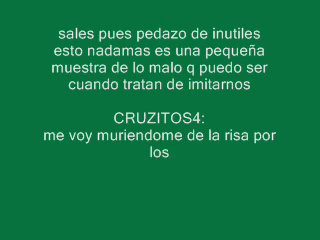 sales pues pedazo de inutiles
esto nadamas es una pequeña
muestra de lo malo q puedo ser
cuando tratan de imitarnos
CRUZITOS4:
me voy muriendome de la risa por
los